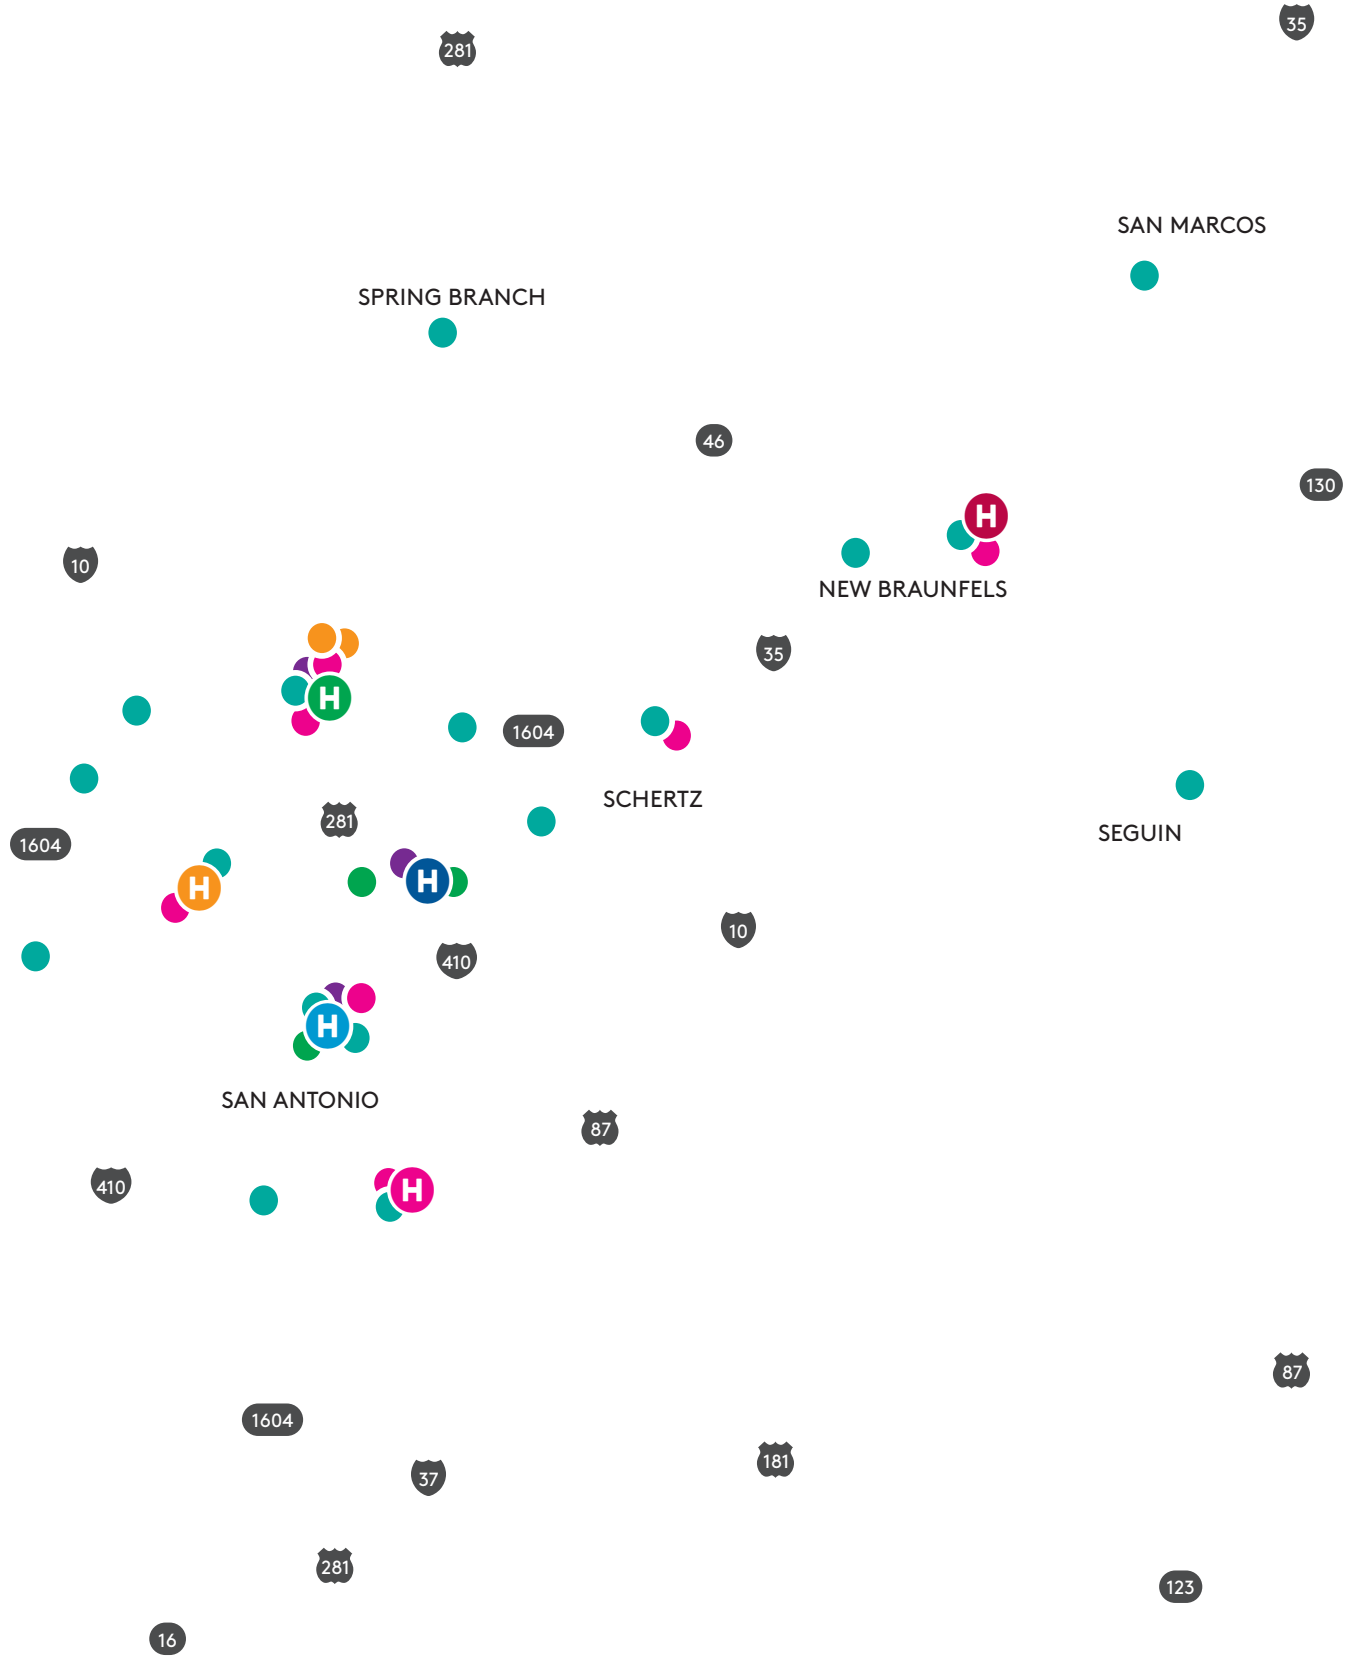 35
281
SAN MARCOS
SPRING BRANCH
46
130
H
10
NEW BRAUNFELS
35
H
1604
SCHERTZ
281
SEGUIN
1604
H
H
10
410
H
SAN ANTONIO
87
410
H
87
1604
181
37
281
123
16